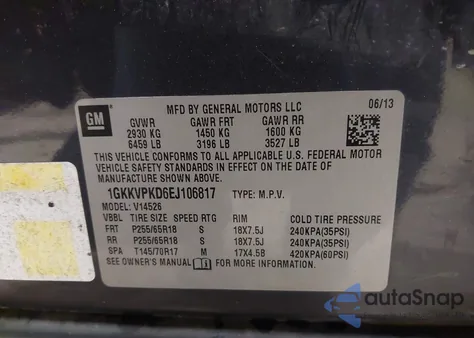 GM
MFD BY GENERAL MOTORS LLC
06/13
GVWR GAWR FRT GAWR RR
2930 KG 1450 KG 1600 KG
6459 LB 3196 LB 3527 LB
THIS VEHICLE CONFORMS TO ALL APPLICABLE U.S. FEDERAL MOTOR
VEHICLE SAFETY, BUMPER, AND THEFT PREVENTION STANDARDS IN
EFFECT ON THE DATE OF MANUFACTURE SHOWN ABOVE.
1GKKVPKD6EJ106817 TYPE: M.P.V.
MODEL: V14526
VBBL TIRE SIZE SPEED RTG RIM COLD TIRE PRESSURE
FRT P255/65R18 S 18X7.5J 240KPA(35PSI)
RR P255/65R18 S 18X7.5J 240KPA(35PSI)
SPA T145/70R17 M 17X4.5B 420KPA(60PSI)
SEE OWNER'S MANUAL FOR MORE INFORMATION.
autoSnap